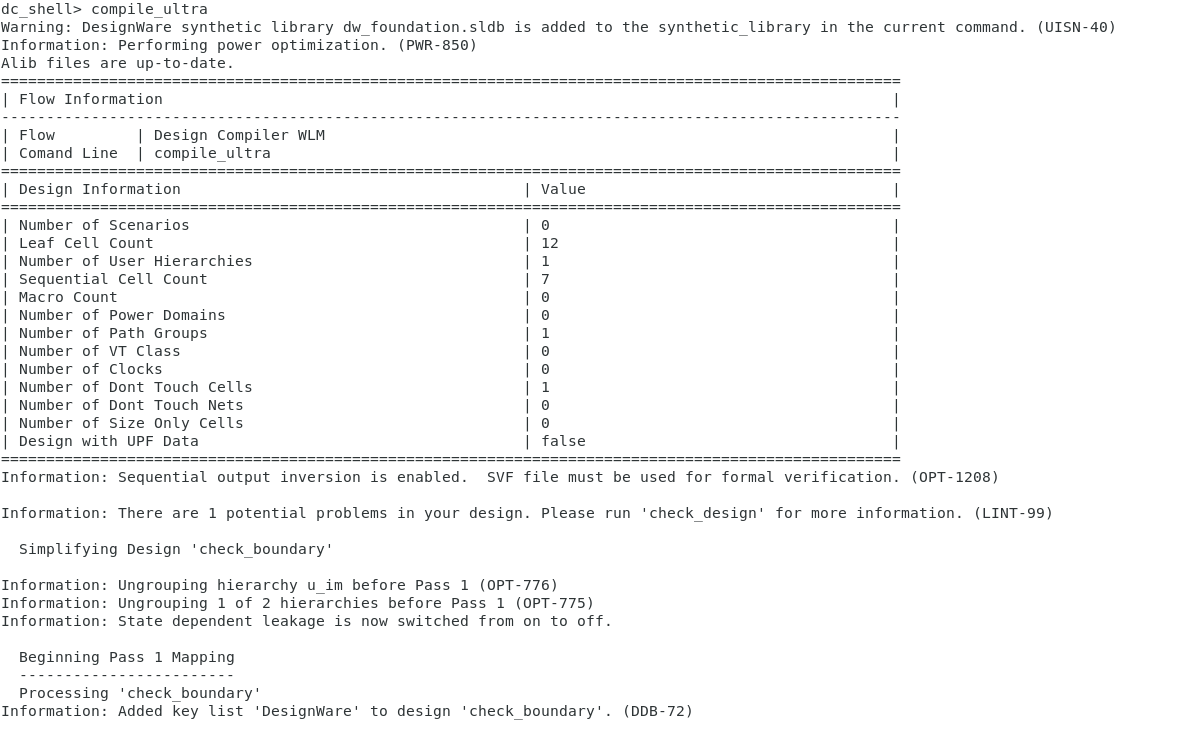 dc_shell> compile_ultra
Warning: DesignWare synthetic library dw_foundation.sldb is added to the synthetic_library in the current command. (UISN-40)
Information: Performing power optimization. (PWR-850)
Alib files are up-to-date.
====================================================================================================
| Flow Information                                                                                 |
----------------------------------------------------------------------------------------------------
| Flow         | Design Compiler WLM                                                               |
| Comand Line  | compile_ultra                                                                     |
====================================================================================================
| Design Information                                      | Value                                  |
====================================================================================================
| Number of Scenarios                                     | 0                                      |
| Leaf Cell Count                                         | 12                                     |
| Number of User Hierarchies                              | 1                                      |
| Sequential Cell Count                                   | 7                                      |
| Macro Count                                             | 0                                      |
| Number of Power Domains                                 | 0                                      |
| Number of Path Groups                                   | 1                                      |
| Number of VT Class                                      | 0                                      |
| Number of Clocks                                        | 0                                      |
| Number of Dont Touch Cells                              | 1                                      |
| Number of Dont Touch Nets                               | 0                                      |
| Number of Size Only Cells                               | 0                                      |
| Design with UPF Data                                    | false                                  |
====================================================================================================
Information: Sequential output inversion is enabled.  SVF file must be used for formal verification. (OPT-1208)

Information: There are 1 potential problems in your design. Please run 'check_design' for more information. (LINT-99)

  Simplifying Design 'check_boundary'

Information: Ungrouping hierarchy u_im before Pass 1 (OPT-776)
Information: Ungrouping 1 of 2 hierarchies before Pass 1 (OPT-775)
Information: State dependent leakage is now switched from on to off.

  Beginning Pass 1 Mapping
  ------------------------
  Processing 'check_boundary'
Information: Added key list 'DesignWare' to design 'check_boundary'. (DDB-72)